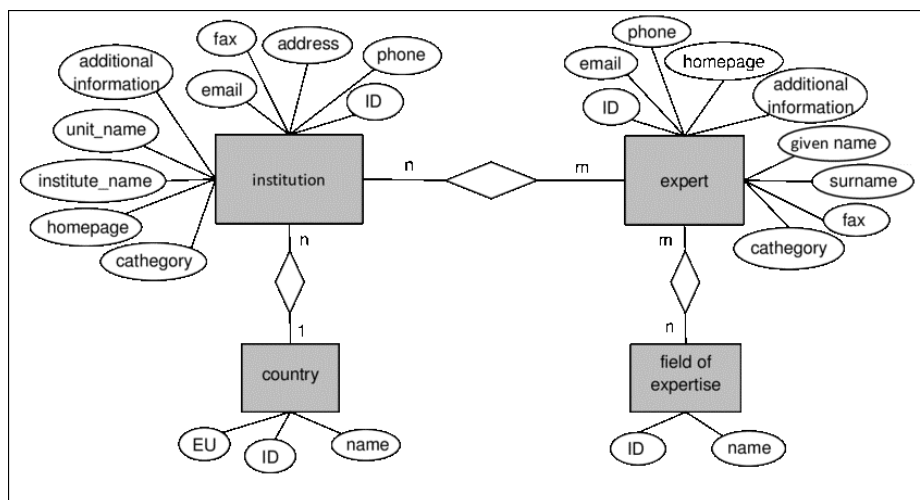 fax
address
phone
additional
information
email
ID
unit_name
institute_name
homepage
cathegory
institution
n
m
phone
email
homepage
ID
additional
information
given name
surname
fax
cathegory
expert
n
1
m
n
country
field of
expertise
EU
ID
name
ID
name